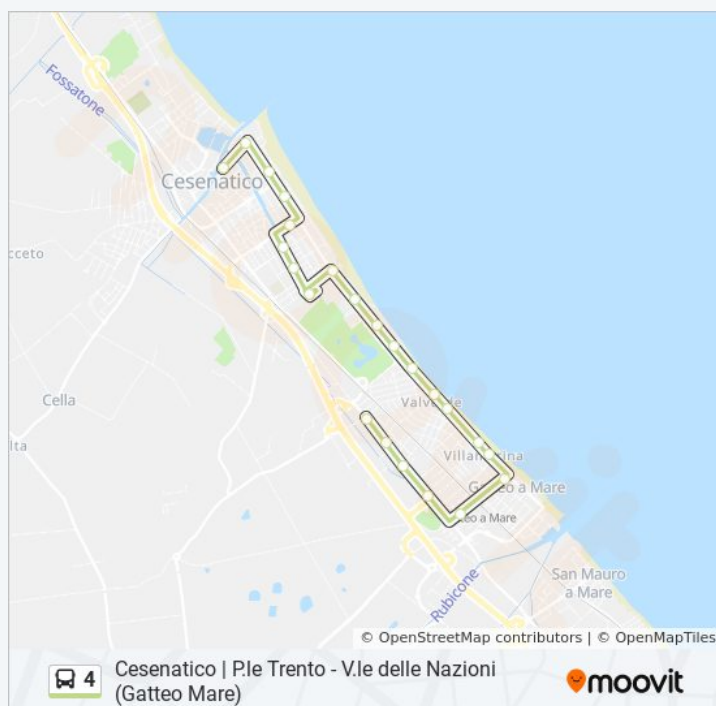 Fossatone
Cesenatico
cceto
Cella
lta
Valverde
Villamarina
Gatteo a Mare
teo a Mare
Rubicone
San Mauro
a Mare
© OpenStreetMap contributors | © OpenMapTiles
4
Cesenatico | P.le Trento - V.le delle Nazioni
(Gatteo Mare)
moovit